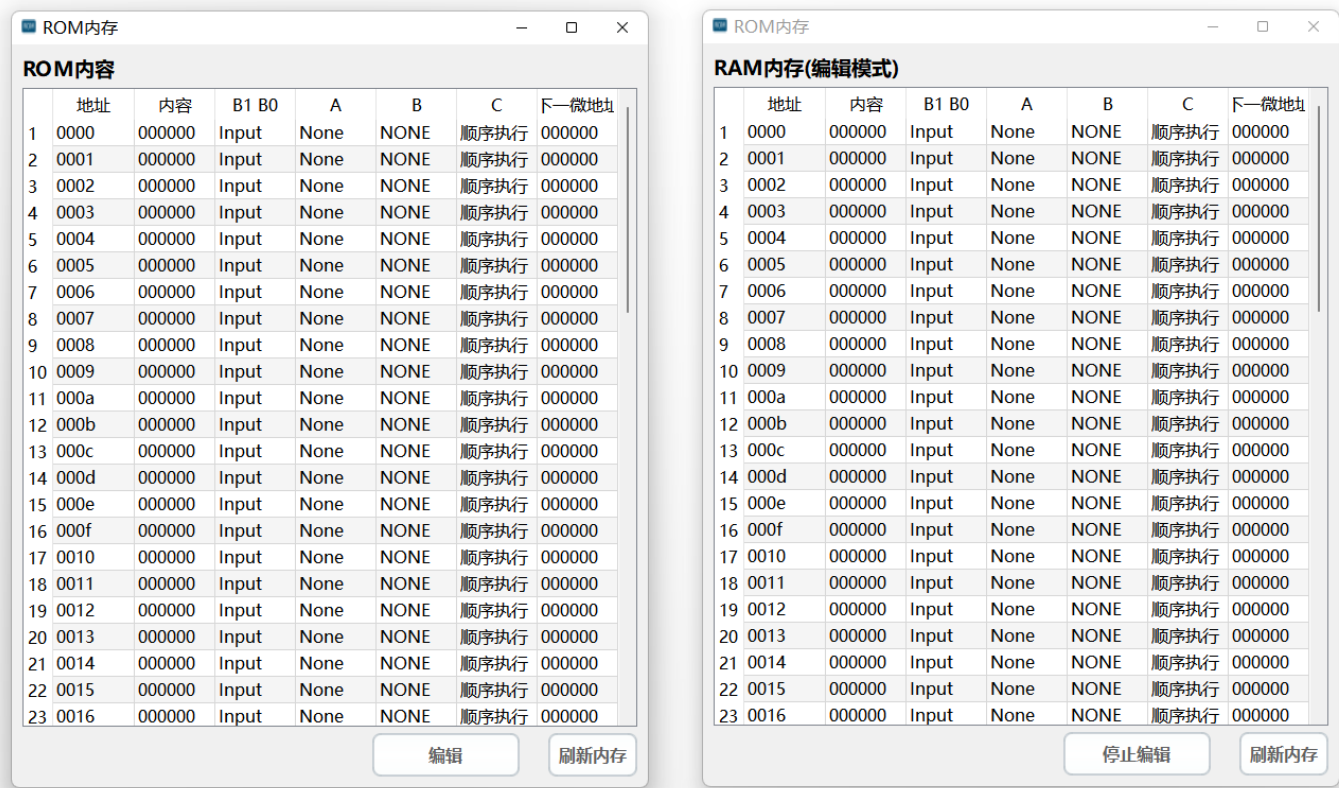 ROM内存
ROM内容
地址 内容 B1 B0 A B C 下一微地址
1 0000 000000 Input None NONE 顺序执行 000000
2 0001 000000 Input None NONE 顺序执行 000000
3 0002 000000 Input None NONE 顺序执行 000000
4 0003 000000 Input None NONE 顺序执行 000000
5 0004 000000 Input None NONE 顺序执行 000000
6 0005 000000 Input None NONE 顺序执行 000000
7 0006 000000 Input None NONE 顺序执行 000000
8 0007 000000 Input None NONE 顺序执行 000000
9 0008 000000 Input None NONE 顺序执行 000000
10 0009 000000 Input None NONE 顺序执行 000000
11 000a 000000 Input None NONE 顺序执行 000000
12 000b 000000 Input None NONE 顺序执行 000000
13 000c 000000 Input None NONE 顺序执行 000000
14 000d 000000 Input None NONE 顺序执行 000000
15 000e 000000 Input None NONE 顺序执行 000000
16 000f 000000 Input None NONE 顺序执行 000000
17 0010 000000 Input None NONE 顺序执行 000000
18 0011 000000 Input None NONE 顺序执行 000000
19 0012 000000 Input None NONE 顺序执行 000000
20 0013 000000 Input None NONE 顺序执行 000000
21 0014 000000 Input None NONE 顺序执行 000000
22 0015 000000 Input None NONE 顺序执行 000000
23 0016 000000 Input None NONE 顺序执行 000000
编辑 刷新内存
ROM内存
RAM内存(编辑模式)
地址 内容 B1 B0 A B C 下一微地址
1 0000 000000 Input None NONE 顺序执行 000000
2 0001 000000 Input None NONE 顺序执行 000000
3 0002 000000 Input None NONE 顺序执行 000000
4 0003 000000 Input None NONE 顺序执行 000000
5 0004 000000 Input None NONE 顺序执行 000000
6 0005 000000 Input None NONE 顺序执行 000000
7 0006 000000 Input None NONE 顺序执行 000000
8 0007 000000 Input None NONE 顺序执行 000000
9 0008 000000 Input None NONE 顺序执行 000000
10 0009 000000 Input None NONE 顺序执行 000000
11 000a 000000 Input None NONE 顺序执行 000000
12 000b 000000 Input None NONE 顺序执行 000000
13 000c 000000 Input None NONE 顺序执行 000000
14 000d 000000 Input None NONE 顺序执行 000000
15 000e 000000 Input None NONE 顺序执行 000000
16 000f 000000 Input None NONE 顺序执行 000000
17 0010 000000 Input None NONE 顺序执行 000000
18 0011 000000 Input None NONE 顺序执行 000000
19 0012 000000 Input None NONE 顺序执行 000000
20 0013 000000 Input None NONE 顺序执行 000000
21 0014 000000 Input None NONE 顺序执行 000000
22 0015 000000 Input None NONE 顺序执行 000000
23 0016 000000 Input None NONE 顺序执行 000000
停止编辑 刷新内存